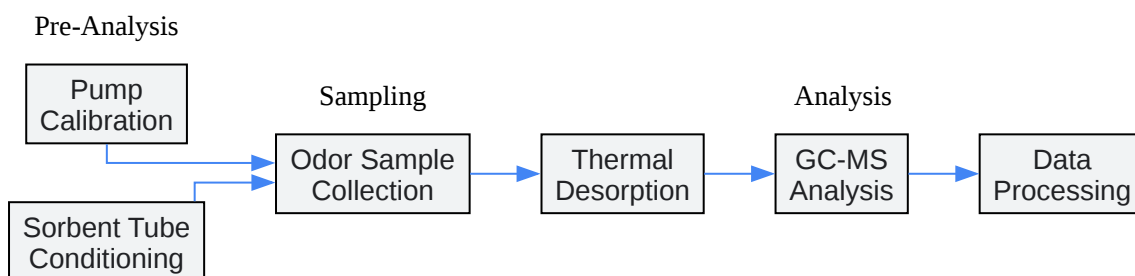 Pre-Analysis
Pump
Calibration
Sorbent Tube
Conditioning
Sampling
Odor Sample
Collection
Thermal
Desorption
Analysis
GC-MS
Analysis
Data
Processing